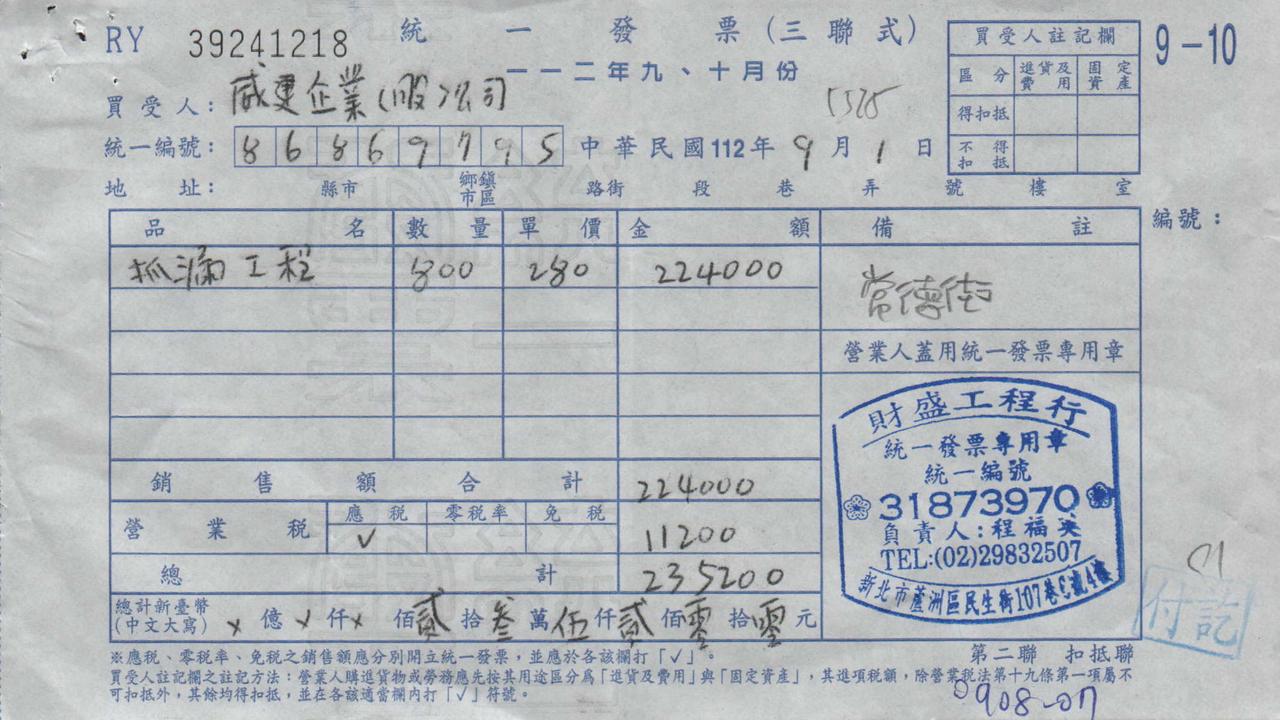 RY 39241218 統一發票(三聯式) 9-10
一一二年九、十月份
買受人: 威建企業(股)公司
5325
統一編號: 86869795 中華民國112年9月1日
地址: 縣市 鄉鎮市區 路街 段 巷 弄 號 樓 室
買受人註記欄
區分 進貨及費用 固定資產
得扣抵
不得扣抵
編號:
品名 數量 單價 金額 備註
抓漏工程 800 280 224000 常德街
營業人蓋用統一發票專用章
財盛工程行
統一發票專用章
統一編號
31873970
負責人:程福英
TEL:(02)29832507
新北市蘆洲區民生街107巷C號4樓
銷售額合計 224000
營業稅 應稅 零稅率 免稅 11200
✓
總計 235200
總計新臺幣(中文大寫) ×億×仟×佰貳拾叁萬伍仟貳佰零拾零元
付訖
※應稅、零稅率、免稅之銷售額應分別開立統一發票,並應於各該欄打「✓」。
第二聯 扣抵聯
買受人註記欄之註記方法:營業人購進貨物或勞務應先按其用途區分為「進貨及費用」與「固定資產」,其進項稅額,除營業稅法第十九條第一項屬不
可扣抵外,其餘均得扣抵,並在各該適當欄內打「✓」符號。
0908-07